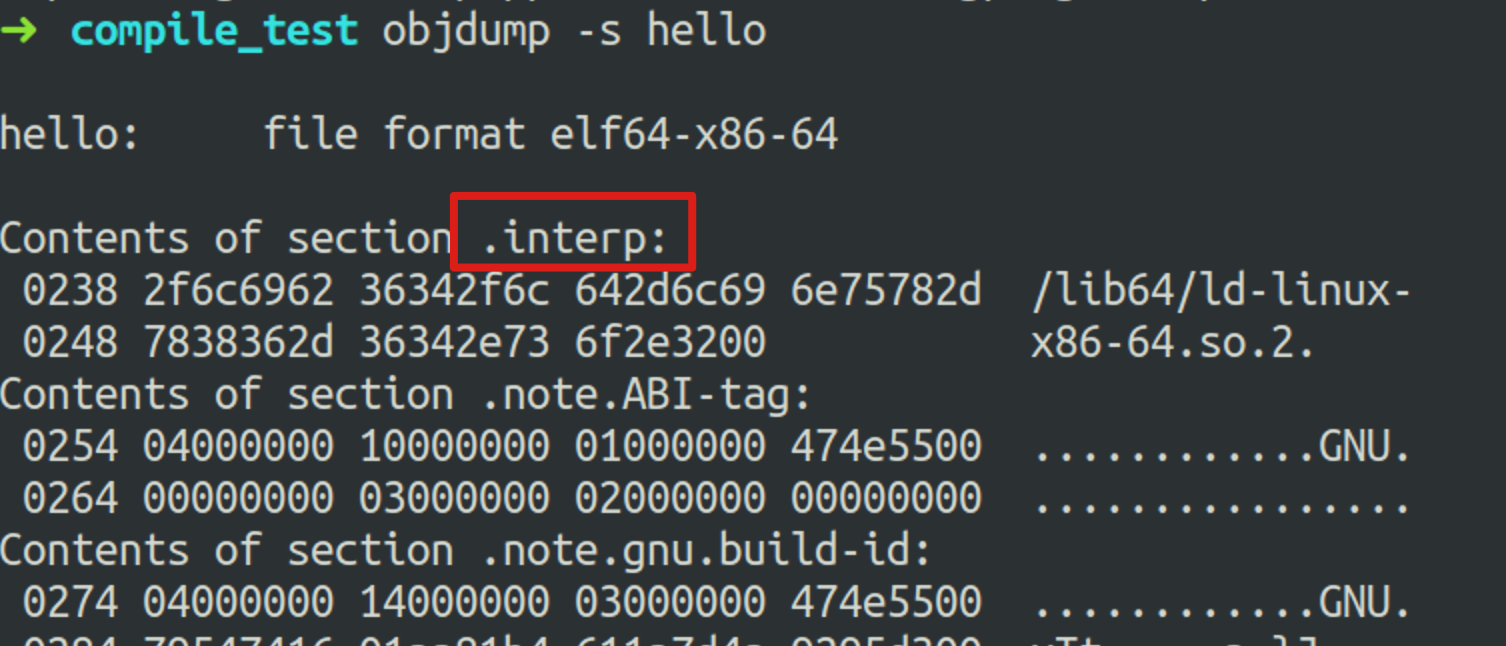 ➜ compile_test objdump -s hello
hello:     file format elf64-x86-64
Contents of section .interp:
 0238 2f6c6962 36342f6c 642d6c69 6e75782d  /lib64/ld-linux-
 0248 7838362d 36342e73 6f2e3200           x86-64.so.2.
Contents of section .note.ABI-tag:
 0254 04000000 10000000 01000000 474e5500  ............GNU.
 0264 00000000 03000000 02000000 00000000  ................
Contents of section .note.gnu.build-id:
 0274 04000000 14000000 03000000 474e5500  ............GNU.